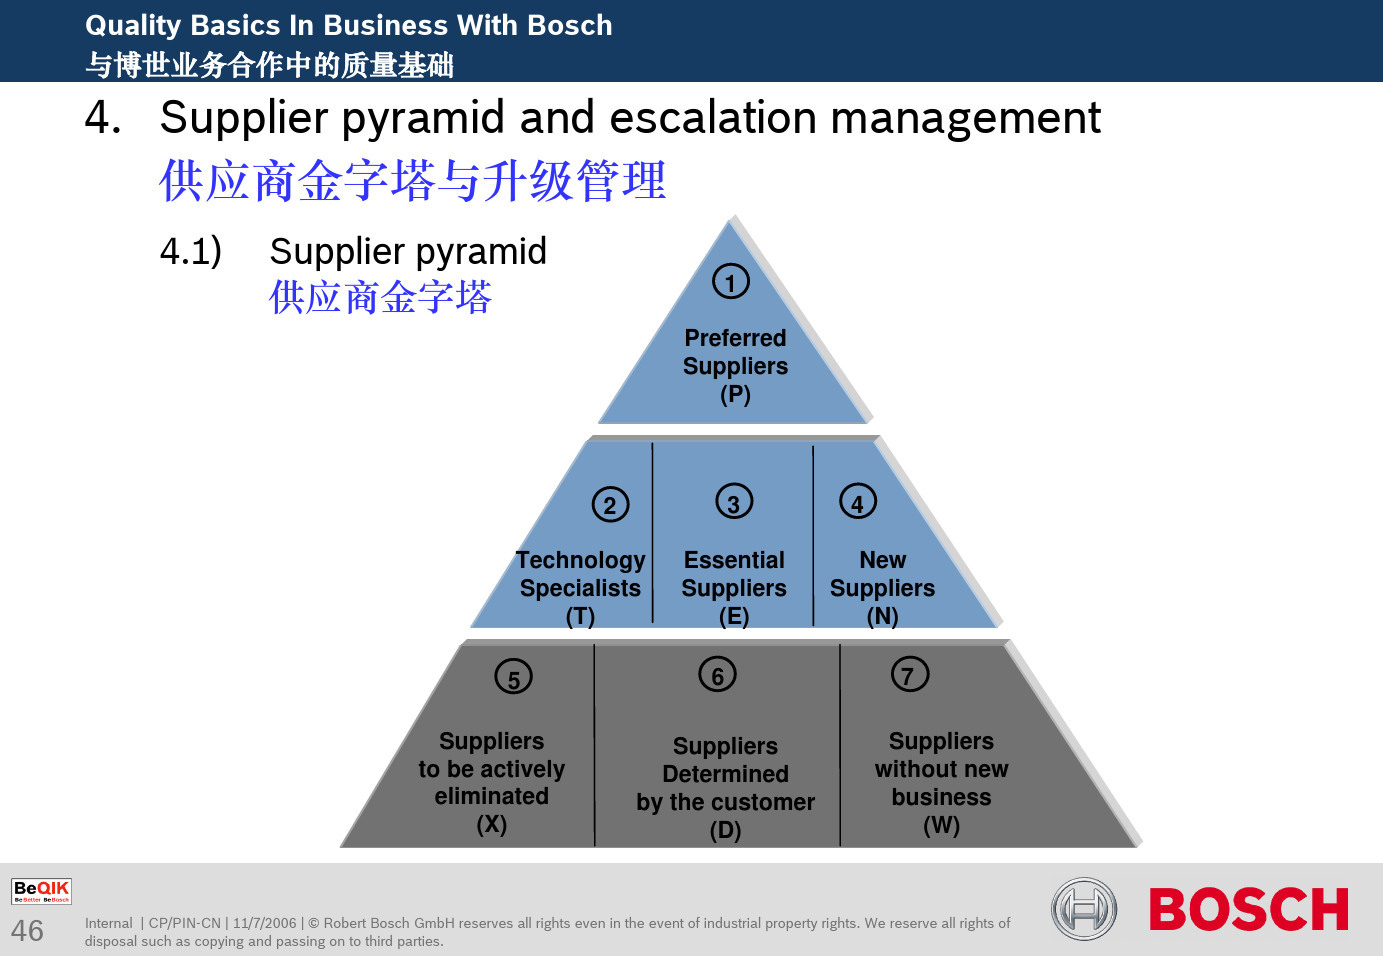 Quality Basics In Business With Bosch
与博世业务合作中的质量基础
4. Supplier pyramid and escalation management
供应商金字塔与升级管理
4.1) Supplier pyramid
供应商金字塔
1
Preferred
Suppliers
(P)
2
Technology
Specialists
(T)
3
Essential
Suppliers
(E)
4
New
Suppliers
(N)
5
Suppliers
to be actively
eliminated
(X)
6
Suppliers
Determined
by the customer
(D)
7
Suppliers
without new
business
(W)
BeQIK
Be Better Be Bosch
46
Internal | CP/PIN-CN | 11/7/2006 | © Robert Bosch GmbH reserves all rights even in the event of industrial property rights. We reserve all rights of
disposal such as copying and passing on to third parties.
BOSCH